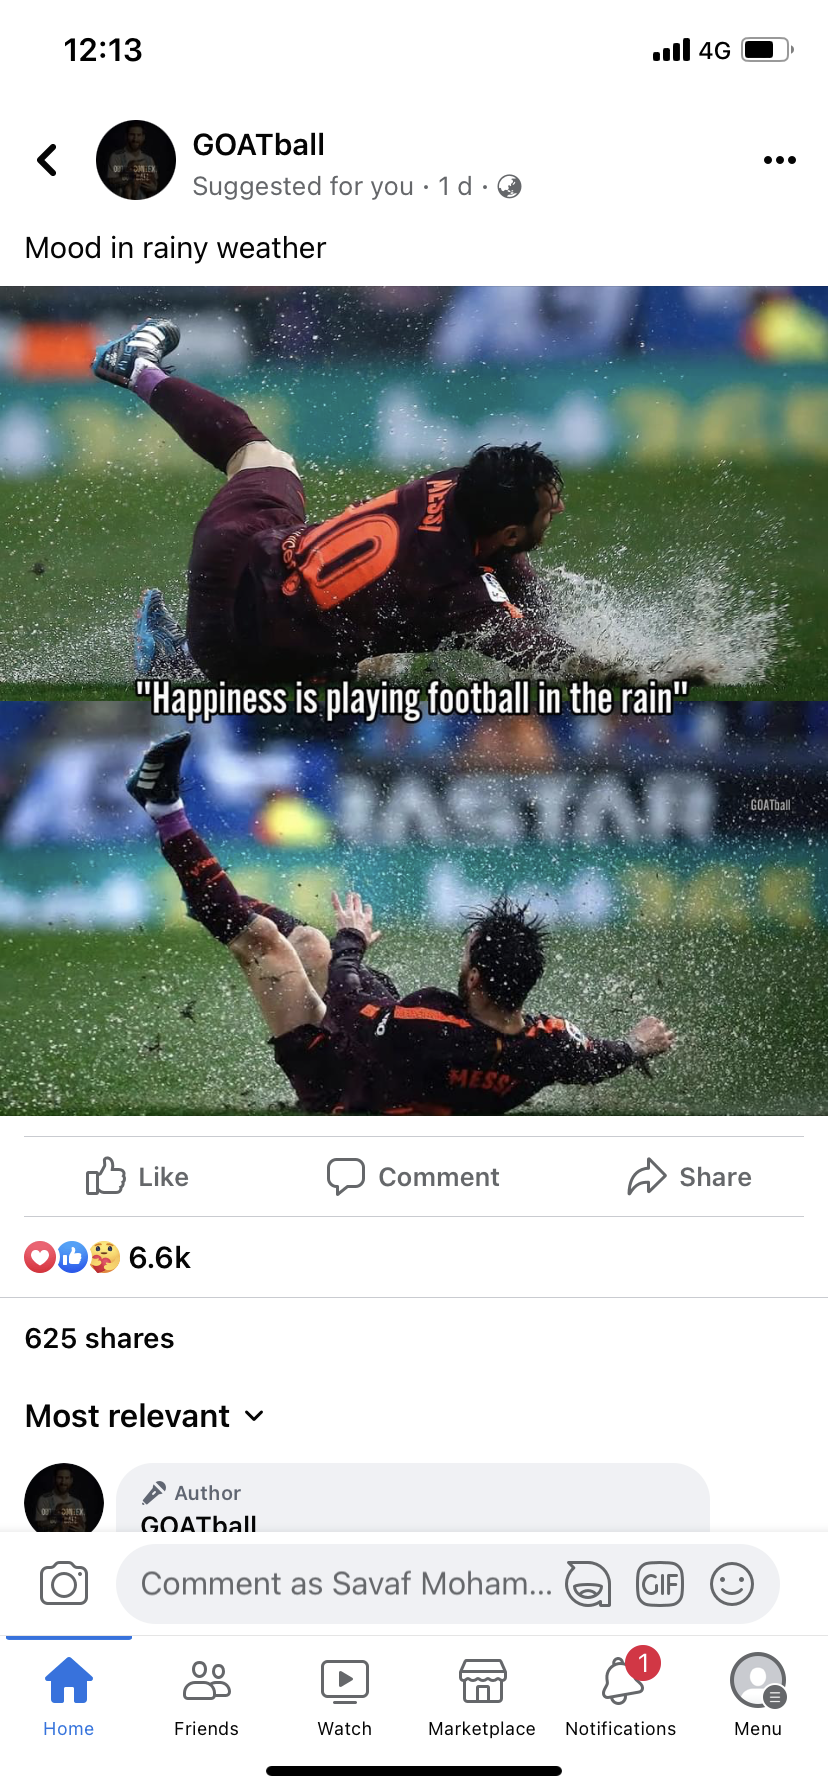 12:13
4G
GOATball
Suggested for you · 1 d ·
Mood in rainy weather
MESSI
10
"Happiness is playing football in the rain"
GOATball
MESSI
Like
Comment
Share
6.6k
625 shares
Most relevant
Author
GOATball
Comment as Savaf Moham...
GIF
1
Home
Friends
Watch
Marketplace
Notifications
Menu